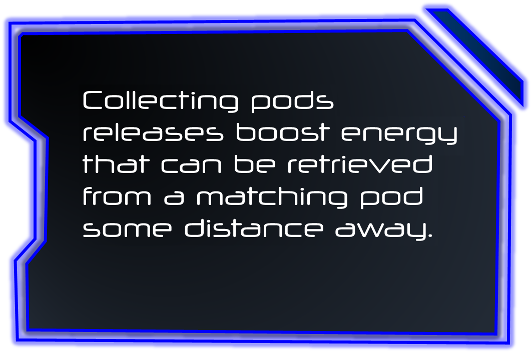 Collecting pods
releases boost energy
that can be retrieved
from a matching pod
some distance away.